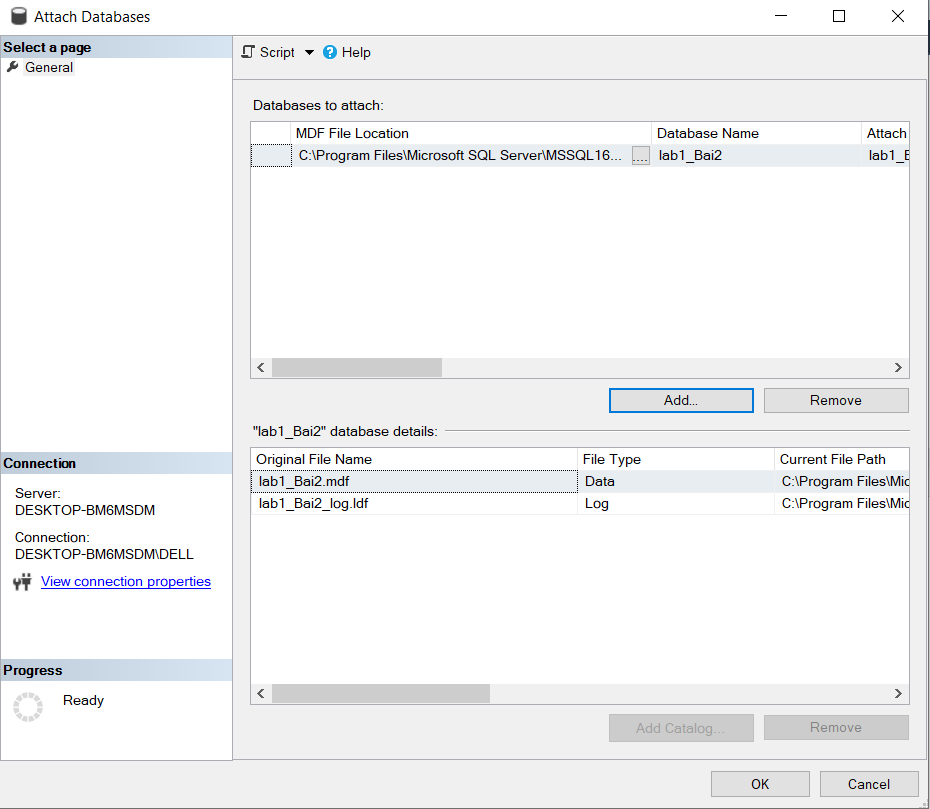 Attach Databases
Select a page
General
Script Help
Databases to attach:
MDF File Location Database Name Attach
C:\Program Files\Microsoft SQL Server\MSSQL16... .... lab1_Bai2 lab1_B
Add... Remove
"lab1_Bai2" database details:
Original File Name File Type Current File Path
lab1_Bai2.mdf Data C:\Program Files\Mic
lab1_Bai2_log.ldf Log C:\Program Files\Mic
Connection
Server:
DESKTOP-BM6MSDM
Connection:
DESKTOP-BM6MSDM\DELL
View connection properties
Progress
Ready
Add Catalog... Remove
OK Cancel